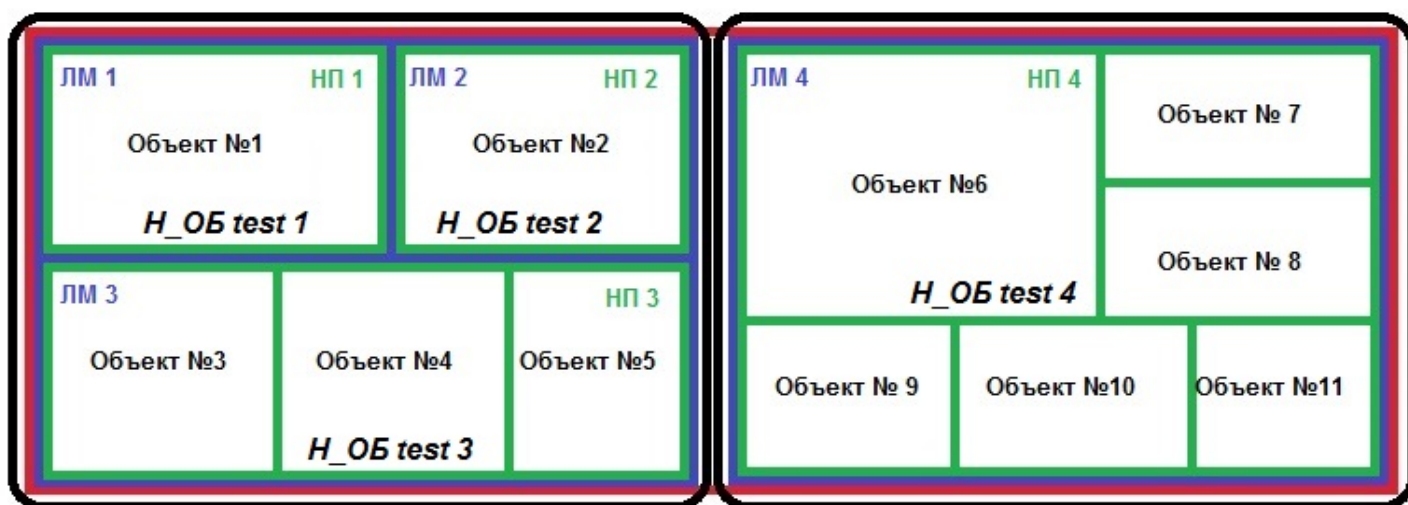 ЛМ 1 НП 1
Объект №1
Н_ОБ test 1
ЛМ 2 НП 2
Объект №2
Н_ОБ test 2
ЛМ 3 НП 3
Объект №3
Объект №4
Объект №5
Н_ОБ test 3
ЛМ 4 НП 4
Объект №6
Н_ОБ test 4
Объект № 7
Объект № 8
Объект № 9
Объект №10
Объект №11